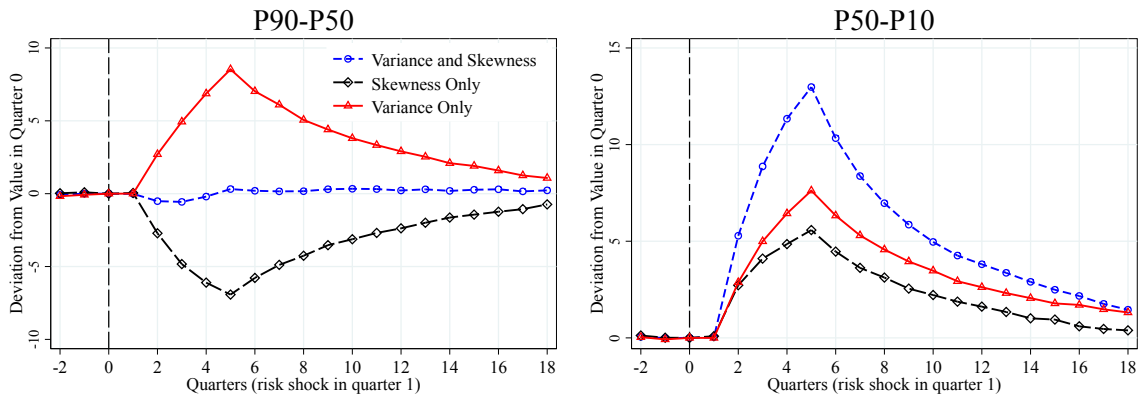 P90-P50
Deviation from Value in Quarter 0
10
5
0
-5
-10
Variance and Skewness
Skewness Only
Variance Only
-2 0 2 4 6 8 10 12 14 16 18
Quarters (risk shock in quarter 1)
P50-P10
Deviation from Value in Quarter 0
15
10
5
0
-2 0 2 4 6 8 10 12 14 16 18
Quarters (risk shock in quarter 1)